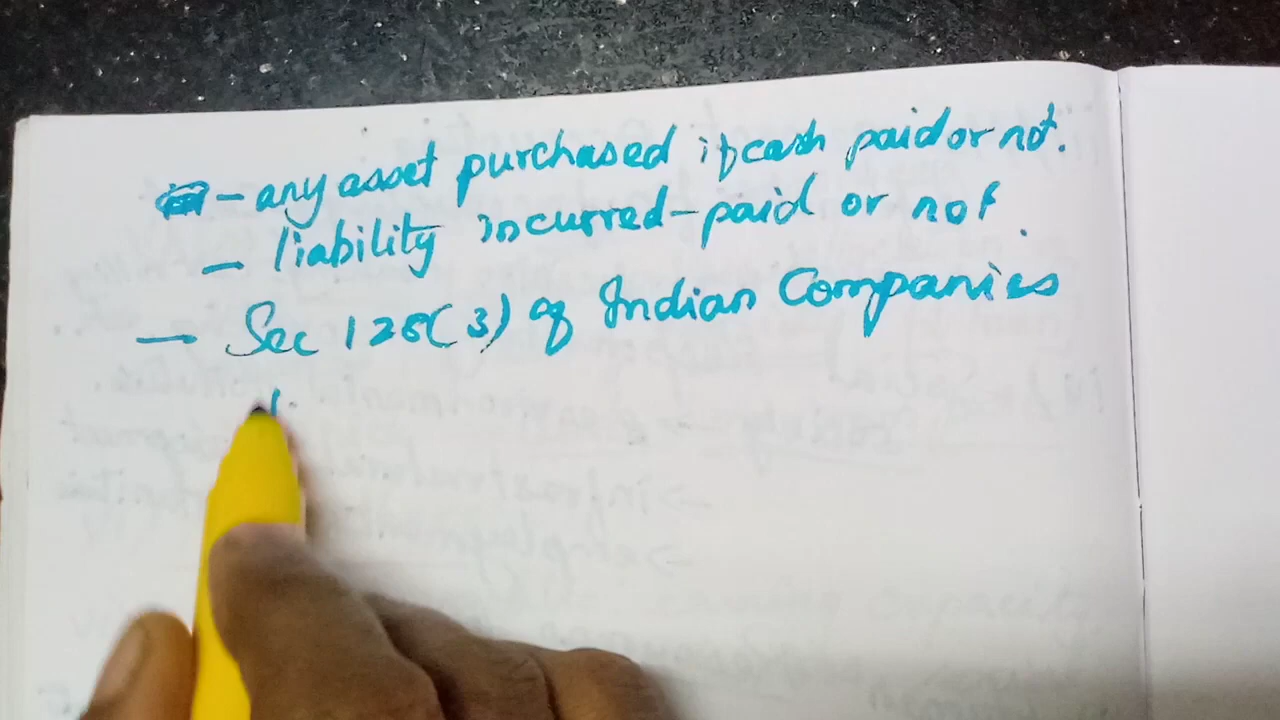 - any asset purchased if cash paid or not.
- liability incurred - paid or not.
- Sec 128(3) of Indian Companies